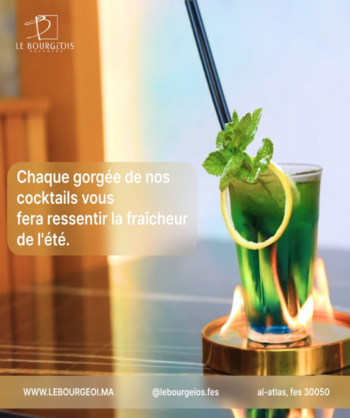 LE BOURGEOIS
Chaque gorgée de nos
cocktails vous
fera ressentir la fraîcheur
de l'été.
WWW.LEBOURGEOI.MA @lebourgeios.fes al-atlas, fes 30050